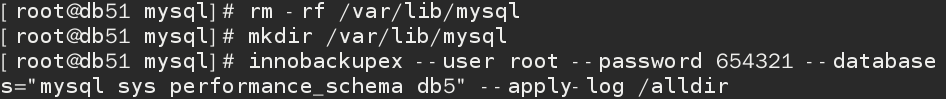 [root@db51 mysql]# rm -rf /var/lib/mysql
[root@db51 mysql]# mkdir /var/lib/mysql
[root@db51 mysql]# innobackupex --user root --password 654321 --database
s="mysql sys performance_schema db5" --apply-log /alldir